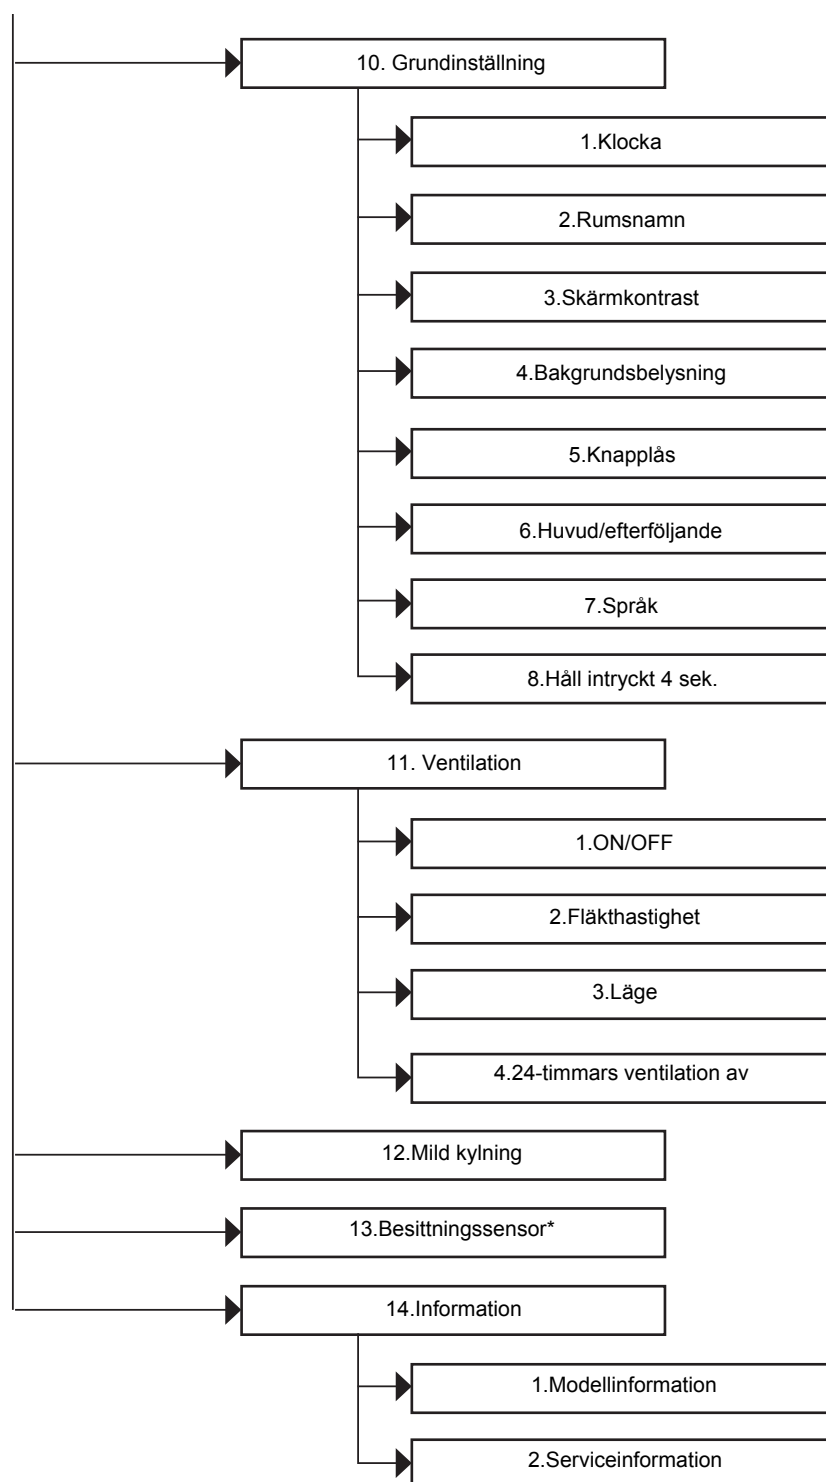 10. Grundinställning
1.Klocka
2.Rumsnamn
3.Skärmkontrast
4.Bakgrundsbelysning
5.Knapplås
6.Huvud/efterföljande
7.Språk
8.Håll intryckt 4 sek.
11. Ventilation
1.ON/OFF
2.Fläkthastighet
3.Läge
4.24-timmars ventilation av
12.Mild kylning
13.Besittningssensor*
14.Information
1.Modellinformation
2.Serviceinformation